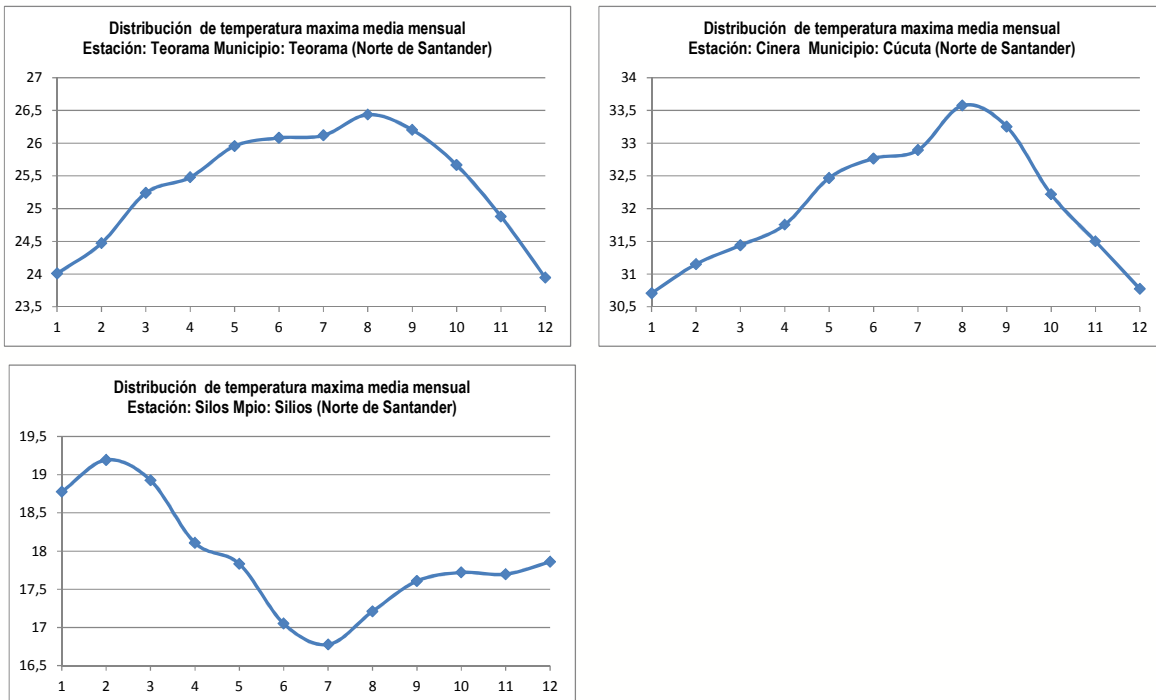 Distribución de temperatura maxima media mensual
Estación: Teorama Municipio: Teorama (Norte de Santander)
27
26,5
26
25,5
25
24,5
24
23,5
1 2 3 4 5 6 7 8 9 10 11 12
Distribución de temperatura maxima media mensual
Estación: Cinera Municipio: Cúcuta (Norte de Santander)
34
33,5
33
32,5
32
31,5
31
30,5
1 2 3 4 5 6 7 8 9 10 11 12
Distribución de temperatura maxima media mensual
Estación: Silos Mpio: Silios (Norte de Santander)
19,5
19
18,5
18
17,5
17
16,5
1 2 3 4 5 6 7 8 9 10 11 12